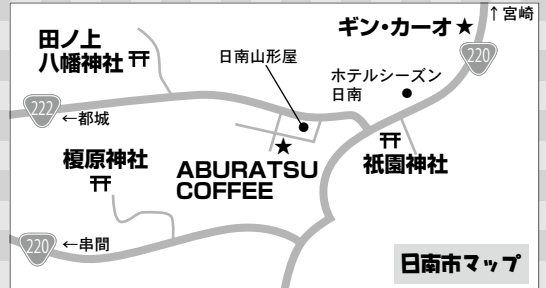 ↑宮崎
ギン・カーオ★
220
田ノ上
八幡神社
日南山形屋
ホテルシーズン
日南
222
←都城
祇園神社
榎原神社
★
ABURATSU
COFFEE
220
←串間
日南市マップ